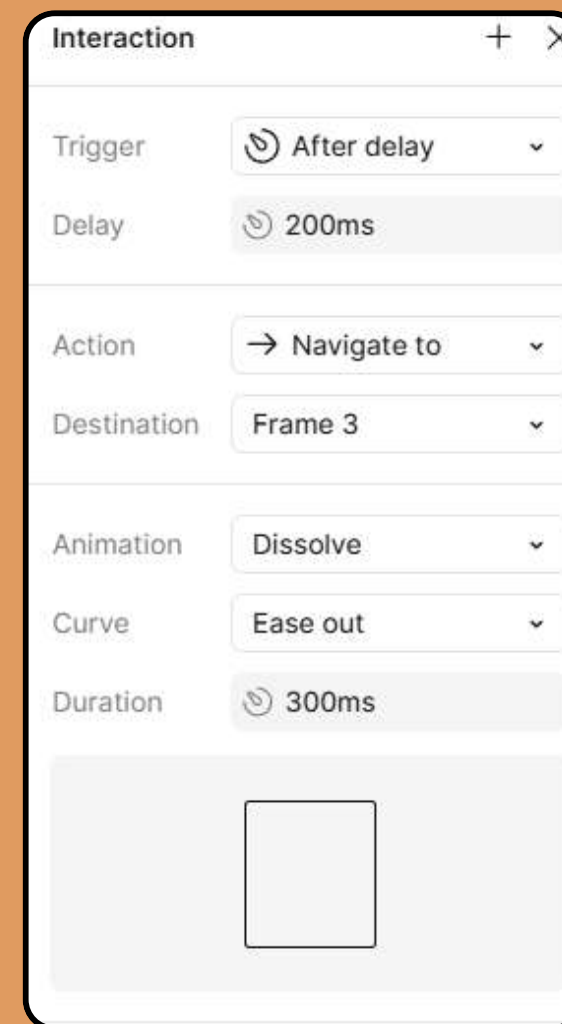 Interaction
Trigger After delay
Delay 200ms
Action Navigate to
Destination Frame 3
Animation Dissolve
Curve Ease out
Duration 300ms